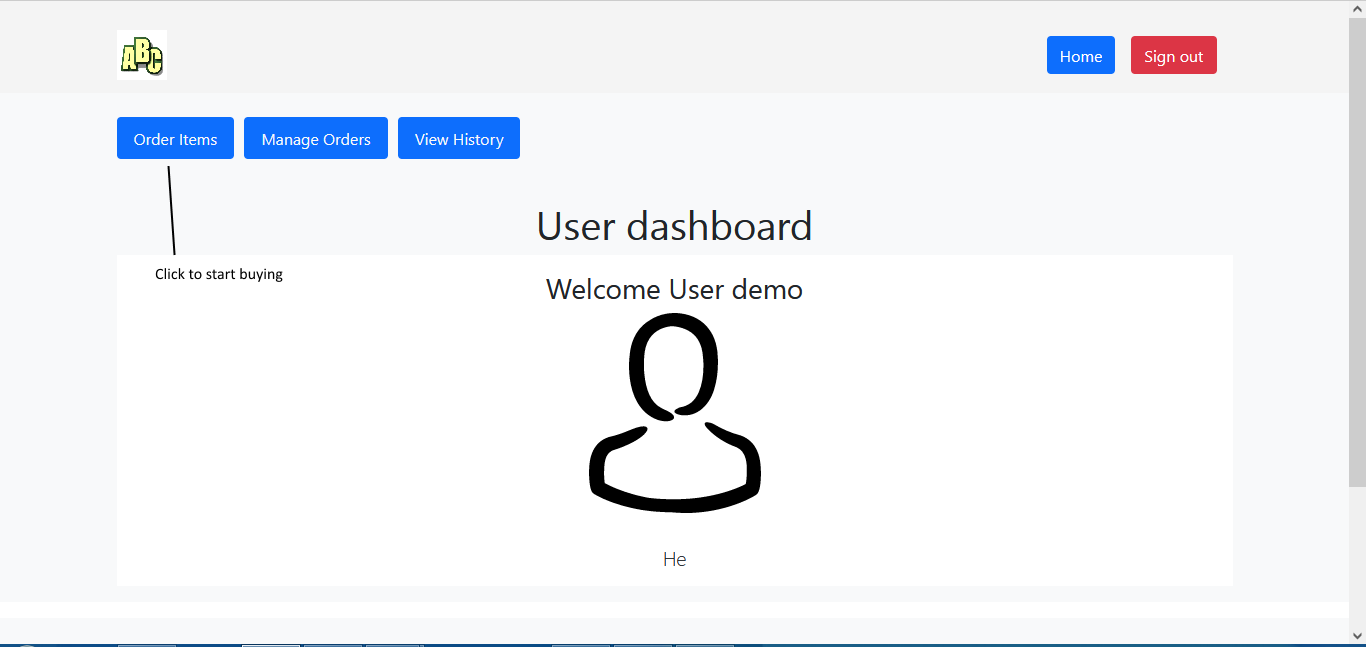 ABC
Home
Sign out
Order Items
Manage Orders
View History
User dashboard
Click to start buying
Welcome User demo
He